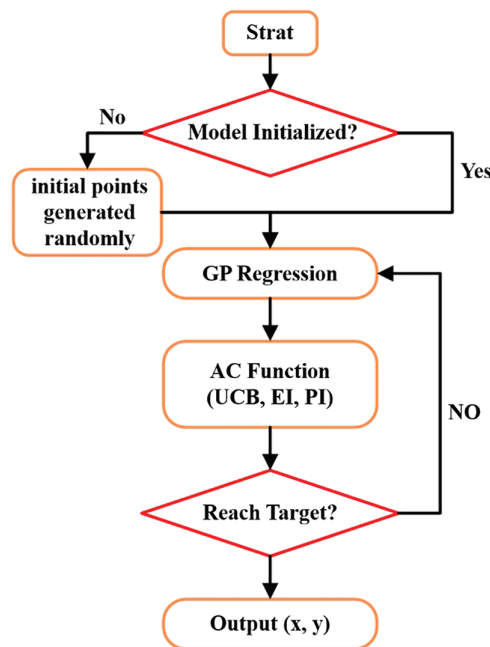 Strat
Model Initialized?
No
Yes
initial points
generated
randomly
GP Regression
AC Function
(UCB, EI, PI)
NO
Reach Target?
Output (x, y)